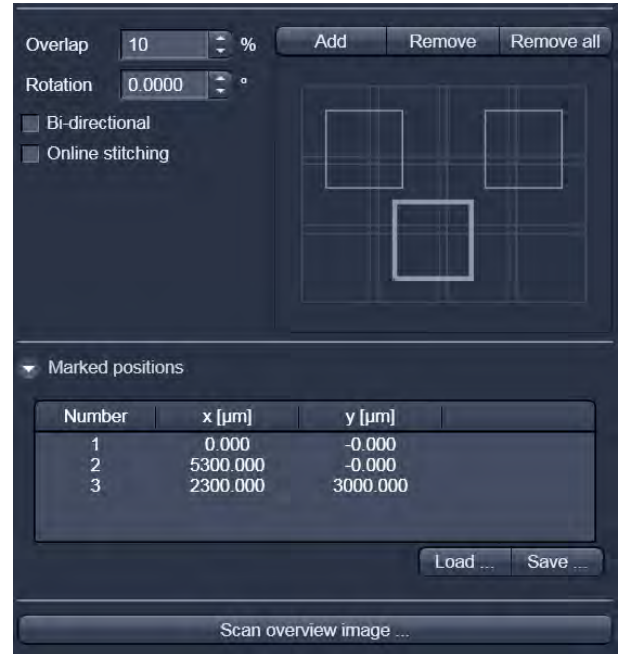 Overlap 10 % Add Remove Remove all
Rotation 0.0000 °
Bi-directional
Online stitching
Marked positions
Number x [µm] y [µm]
1 0.000 -0.000
2 5300.000 -0.000
3 2300.000 3000.000
Load ... Save ...
Scan overview image ...